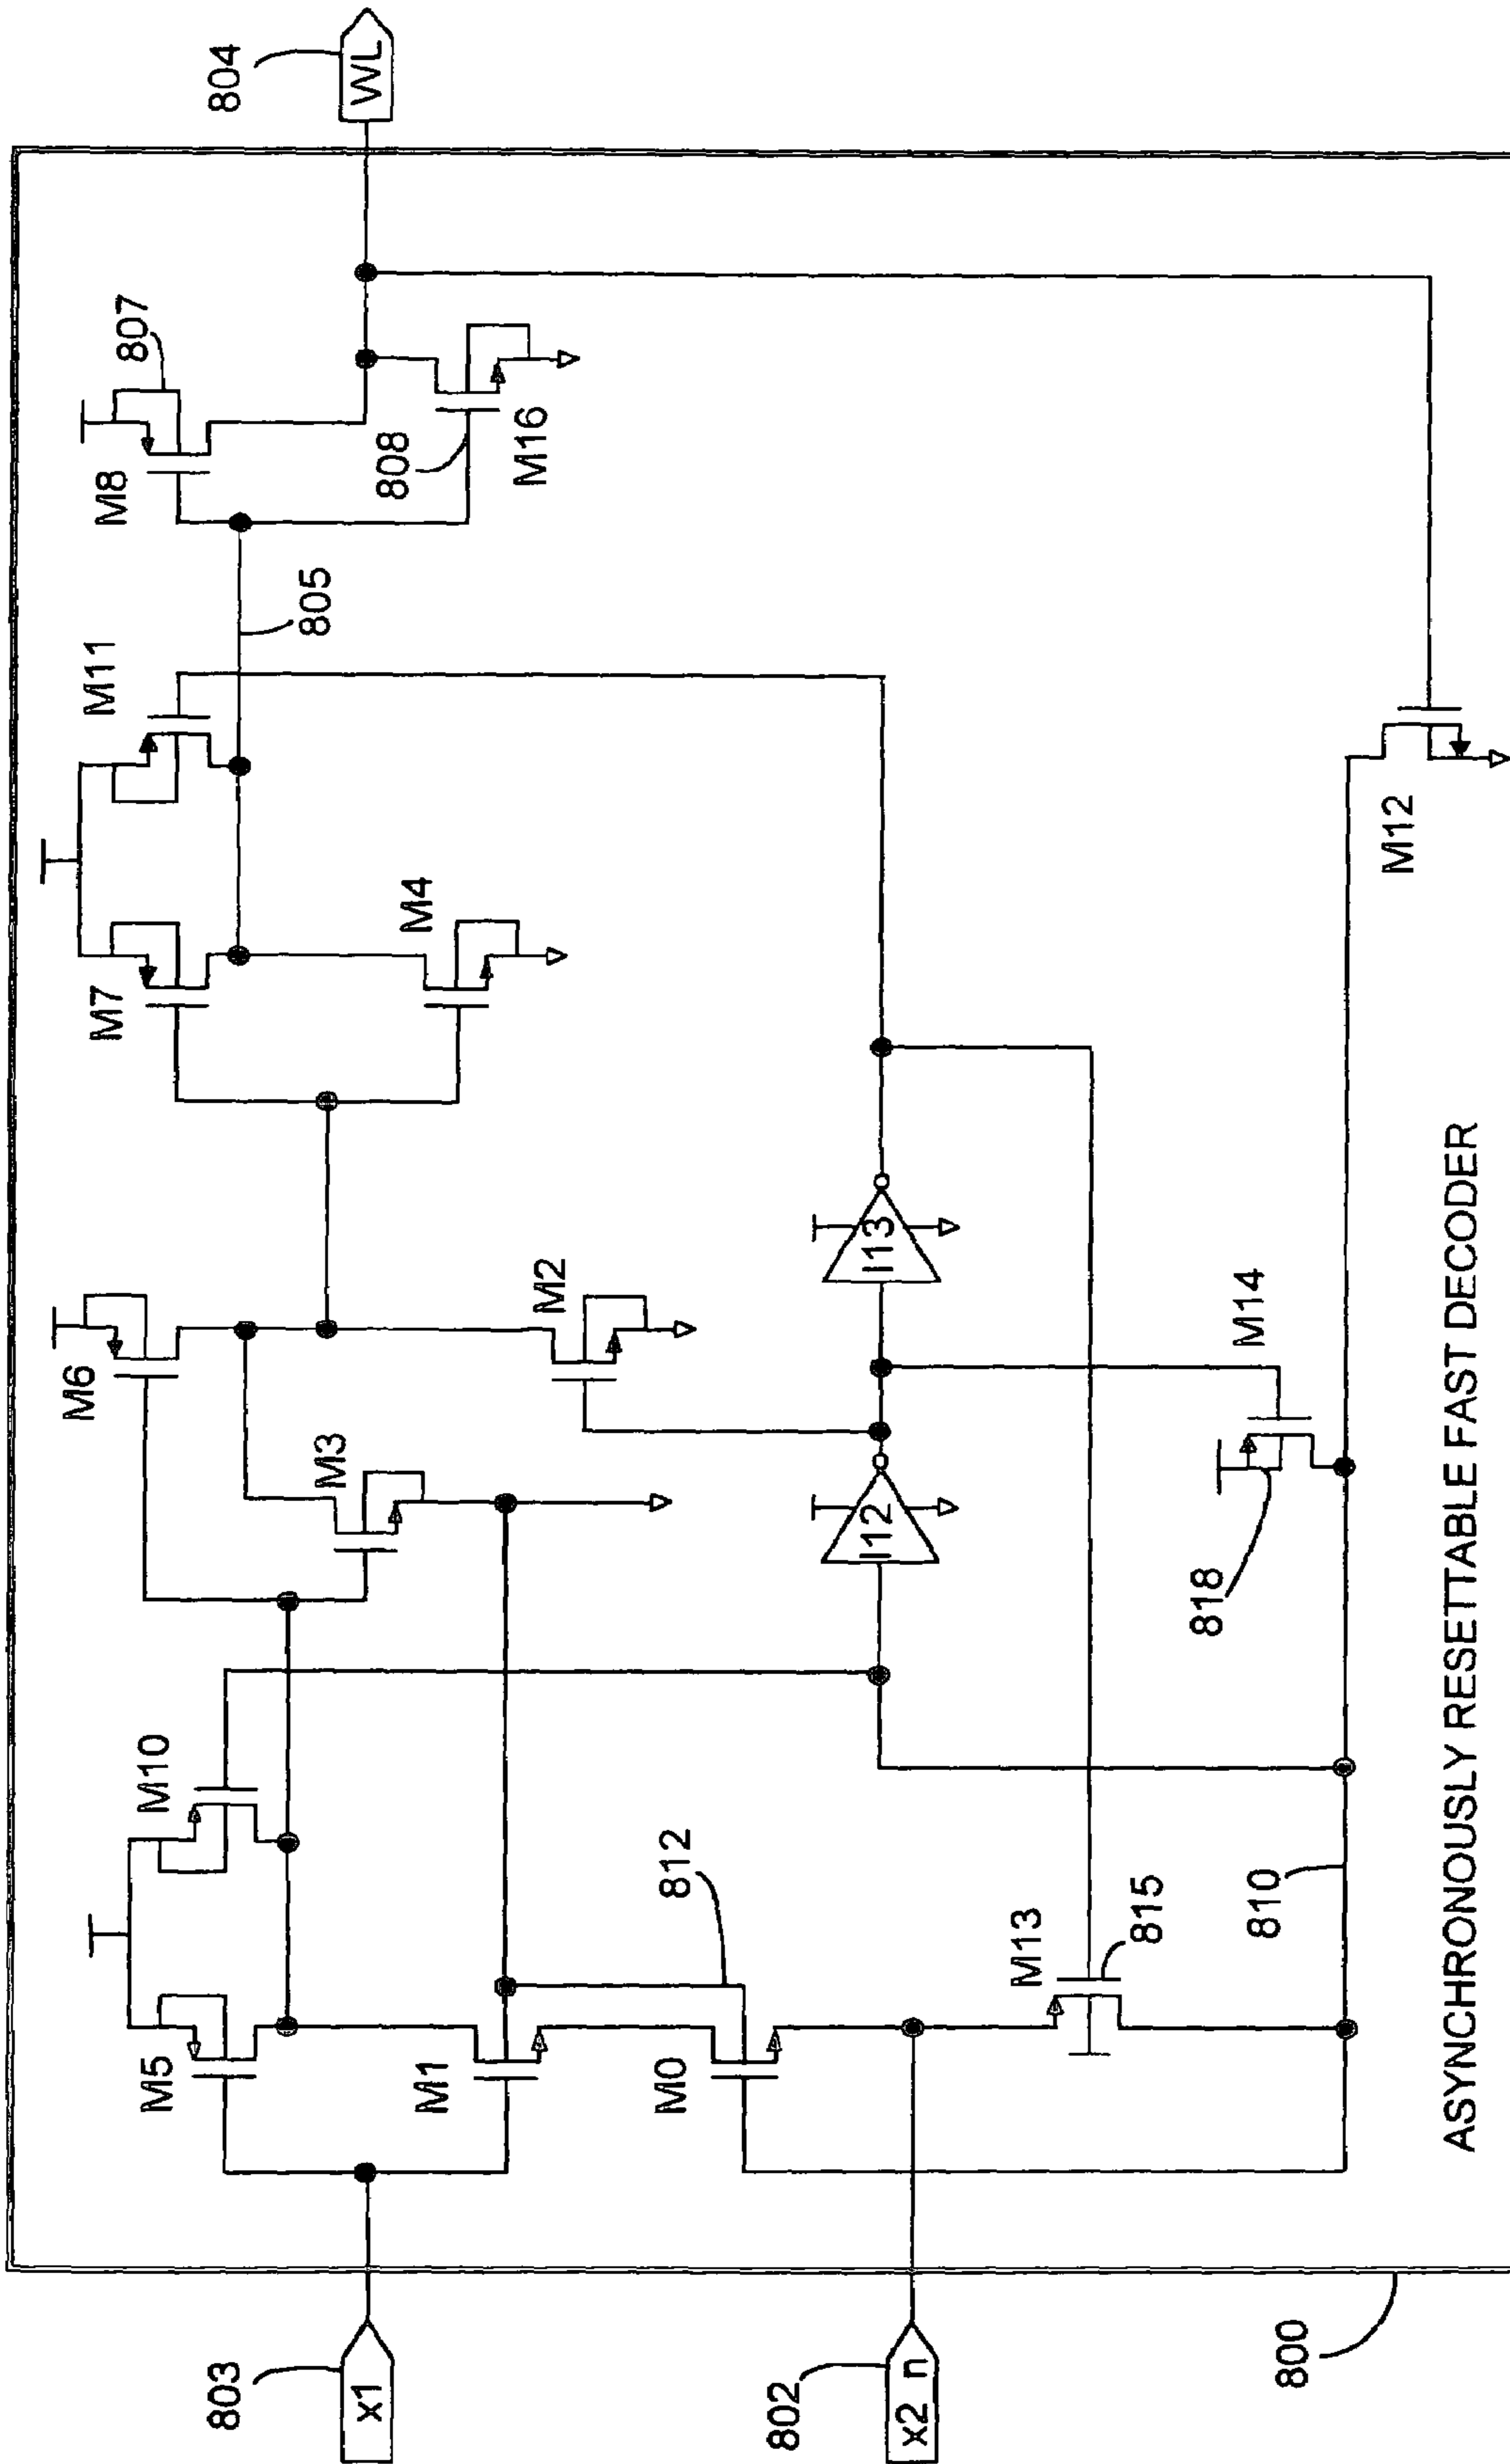 804
WL
807
M8
808
M16
805
M11
M7
M4
M6
M3
M2
M10
M5
M1
812
M0
I12
I13
M14
818
M12
M13
815
810
803
x1
802
x2 n
800
ASYNCHRONOUSLY RESETTABLE FAST DECODER